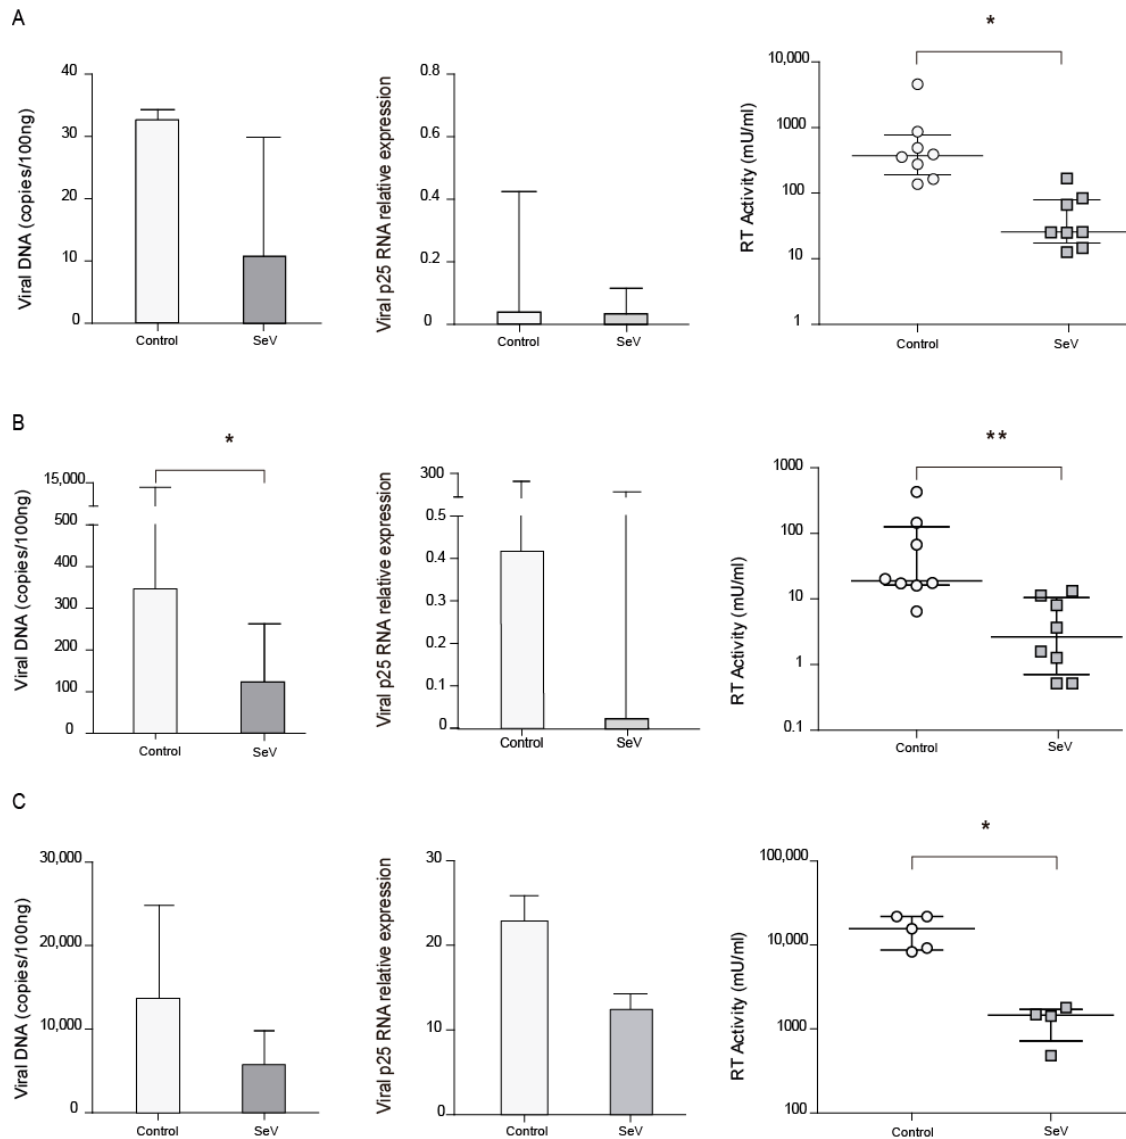 A
Viral DNA (copies/100ng)
40
30
20
10
0
Control
SeV
Viral p25 RNA relative expression
0.8
0.6
0.4
0.2
0
Control
SeV
*
RT Activity (mU/ml)
10,000
1000
100
10
1
Control
SeV
B
*
Viral DNA (copies/100ng)
15,000
500
400
300
200
100
0
Control
SeV
Viral p25 RNA relative expression
300
0.5
0.4
0.3
0.2
0.1
0
Control
SeV
**
RT Activity (mU/ml)
1000
100
10
1
0.1
Control
SeV
C
Viral DNA (copies/100ng)
30,000
20,000
10,000
0
Control
SeV
Viral p25 RNA relative expression
30
20
10
0
Control
SeV
*
RT Activity (mU/ml)
100,000
10,000
1000
100
Control
SeV